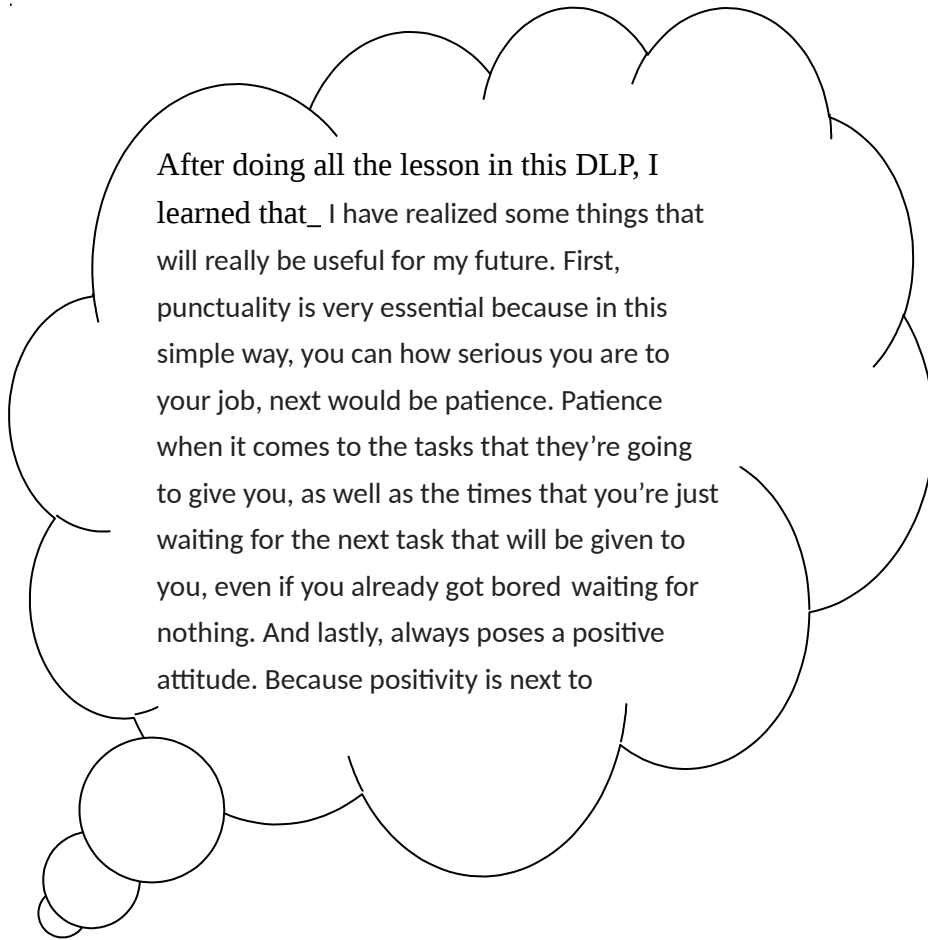 After doing all the lesson in this DLP, I
learned that_ I have realized some things that
will really be useful for my future. First,
punctuality is very essential because in this
simple way, you can how serious you are to
your job, next would be patience. Patience
when it comes to the tasks that they’re going
to give you, as well as the times that you’re just
waiting for the next task that will be given to
you, even if you already got bored waiting for
nothing. And lastly, always poses a positive
attitude. Because positivity is next to